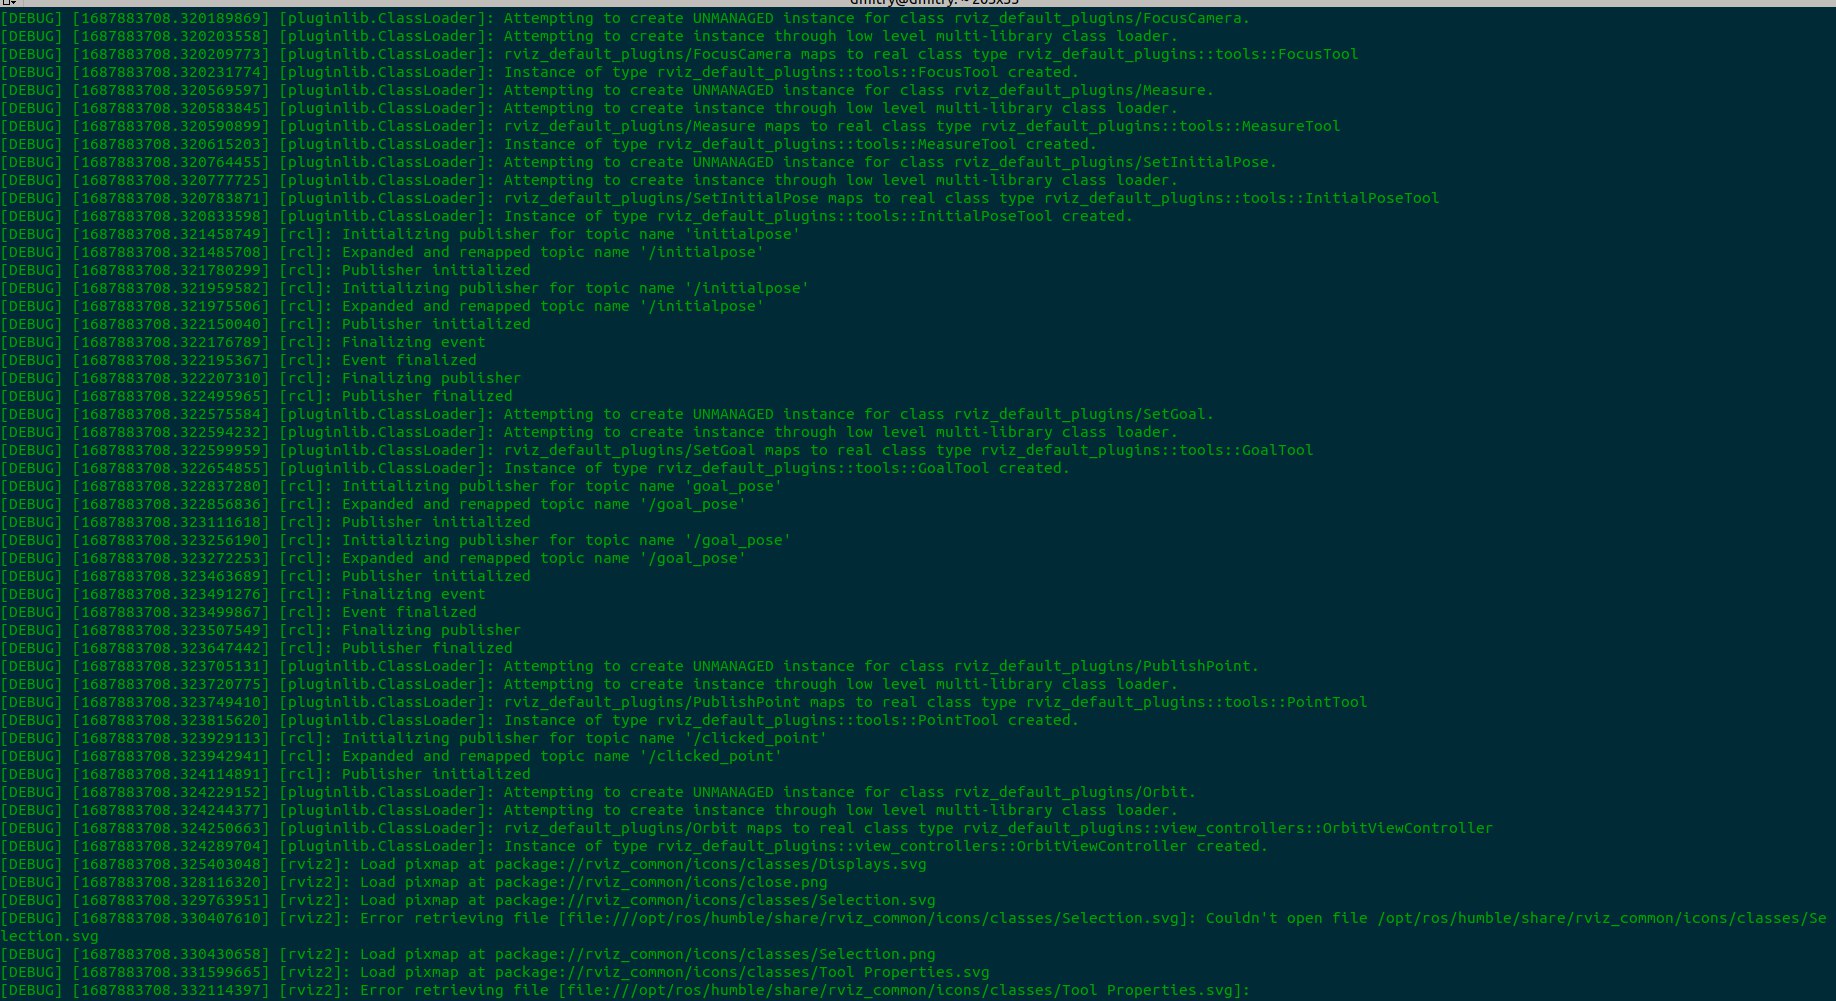 [DEBUG] [1687883708.320189869] [pluginlib.ClassLoader]: Attempting to create UNMANAGED instance for class rviz_default_plugins/FocusCamera.
[DEBUG] [1687883708.320203558] [pluginlib.ClassLoader]: Attempting to create instance through low level multi-library class loader.
[DEBUG] [1687883708.320209773] [pluginlib.ClassLoader]: rviz_default_plugins/FocusCamera maps to real class type rviz_default_plugins::tools::FocusTool
[DEBUG] [1687883708.320231774] [pluginlib.ClassLoader]: Instance of type rviz_default_plugins::tools::FocusTool created.
[DEBUG] [1687883708.320569597] [pluginlib.ClassLoader]: Attempting to create UNMANAGED instance for class rviz_default_plugins/Measure.
[DEBUG] [1687883708.320583845] [pluginlib.ClassLoader]: Attempting to create instance through low level multi-library class loader.
[DEBUG] [1687883708.320590899] [pluginlib.ClassLoader]: rviz_default_plugins/Measure maps to real class type rviz_default_plugins::tools::MeasureTool
[DEBUG] [1687883708.320615203] [pluginlib.ClassLoader]: Instance of type rviz_default_plugins::tools::MeasureTool created.
[DEBUG] [1687883708.320764455] [pluginlib.ClassLoader]: Attempting to create UNMANAGED instance for class rviz_default_plugins/SetInitialPose.
[DEBUG] [1687883708.320777725] [pluginlib.ClassLoader]: Attempting to create instance through low level multi-library class loader.
[DEBUG] [1687883708.320783871] [pluginlib.ClassLoader]: rviz_default_plugins/SetInitialPose maps to real class type rviz_default_plugins::tools::InitialPoseTool
[DEBUG] [1687883708.320833598] [pluginlib.ClassLoader]: Instance of type rviz_default_plugins::tools::InitialPoseTool created.
[DEBUG] [1687883708.321458749] [rcl]: Initializing publisher for topic name 'initialpose'
[DEBUG] [1687883708.321485708] [rcl]: Expanded and remapped topic name '/initialpose'
[DEBUG] [1687883708.321780299] [rcl]: Publisher initialized
[DEBUG] [1687883708.321959582] [rcl]: Initializing publisher for topic name '/initialpose'
[DEBUG] [1687883708.321975506] [rcl]: Expanded and remapped topic name '/initialpose'
[DEBUG] [1687883708.322150040] [rcl]: Publisher initialized
[DEBUG] [1687883708.322176789] [rcl]: Finalizing event
[DEBUG] [1687883708.322195367] [rcl]: Event finalized
[DEBUG] [1687883708.322207310] [rcl]: Finalizing publisher
[DEBUG] [1687883708.322495965] [rcl]: Publisher finalized
[DEBUG] [1687883708.322575584] [pluginlib.ClassLoader]: Attempting to create UNMANAGED instance for class rviz_default_plugins/SetGoal.
[DEBUG] [1687883708.322594232] [pluginlib.ClassLoader]: Attempting to create instance through low level multi-library class loader.
[DEBUG] [1687883708.322599959] [pluginlib.ClassLoader]: rviz_default_plugins/SetGoal maps to real class type rviz_default_plugins::tools::GoalTool
[DEBUG] [1687883708.322654855] [pluginlib.ClassLoader]: Instance of type rviz_default_plugins::tools::GoalTool created.
[DEBUG] [1687883708.322837280] [rcl]: Initializing publisher for topic name 'goal_pose'
[DEBUG] [1687883708.322856836] [rcl]: Expanded and remapped topic name '/goal_pose'
[DEBUG] [1687883708.323111618] [rcl]: Publisher initialized
[DEBUG] [1687883708.323256190] [rcl]: Initializing publisher for topic name '/goal_pose'
[DEBUG] [1687883708.323272253] [rcl]: Expanded and remapped topic name '/goal_pose'
[DEBUG] [1687883708.323463689] [rcl]: Publisher initialized
[DEBUG] [1687883708.323491276] [rcl]: Finalizing event
[DEBUG] [1687883708.323499867] [rcl]: Event finalized
[DEBUG] [1687883708.323507549] [rcl]: Finalizing publisher
[DEBUG] [1687883708.323647442] [rcl]: Publisher finalized
[DEBUG] [1687883708.323705131] [pluginlib.ClassLoader]: Attempting to create UNMANAGED instance for class rviz_default_plugins/PublishPoint.
[DEBUG] [1687883708.323720775] [pluginlib.ClassLoader]: Attempting to create instance through low level multi-library class loader.
[DEBUG] [1687883708.323749410] [pluginlib.ClassLoader]: rviz_default_plugins/PublishPoint maps to real class type rviz_default_plugins::tools::PointTool
[DEBUG] [1687883708.323815620] [pluginlib.ClassLoader]: Instance of type rviz_default_plugins::tools::PointTool created.
[DEBUG] [1687883708.323929113] [rcl]: Initializing publisher for topic name '/clicked_point'
[DEBUG] [1687883708.323942941] [rcl]: Expanded and remapped topic name '/clicked_point'
[DEBUG] [1687883708.324114891] [rcl]: Publisher initialized
[DEBUG] [1687883708.324229152] [pluginlib.ClassLoader]: Attempting to create UNMANAGED instance for class rviz_default_plugins/Orbit.
[DEBUG] [1687883708.324244377] [pluginlib.ClassLoader]: Attempting to create instance through low level multi-library class loader.
[DEBUG] [1687883708.324250663] [pluginlib.ClassLoader]: rviz_default_plugins/Orbit maps to real class type rviz_default_plugins::view_controllers::OrbitViewController
[DEBUG] [1687883708.324289704] [pluginlib.ClassLoader]: Instance of type rviz_default_plugins::view_controllers::OrbitViewController created.
[DEBUG] [1687883708.325403048] [rviz2]: Load pixmap at package://rviz_common/icons/classes/Displays.svg
[DEBUG] [1687883708.328116320] [rviz2]: Load pixmap at package://rviz_common/icons/close.png
[DEBUG] [1687883708.329763951] [rviz2]: Load pixmap at package://rviz_common/icons/classes/Selection.svg
[DEBUG] [1687883708.330407610] [rviz2]: Error retrieving file [file:///opt/ros/humble/share/rviz_common/icons/classes/Selection.svg]: Couldn't open file /opt/ros/humble/share/rviz_common/icons/classes/Se
lection.svg
[DEBUG] [1687883708.330430658] [rviz2]: Load pixmap at package://rviz_common/icons/classes/Selection.png
[DEBUG] [1687883708.331599665] [rviz2]: Load pixmap at package://rviz_common/icons/classes/Tool Properties.svg
[DEBUG] [1687883708.332114397] [rviz2]: Error retrieving file [file:///opt/ros/humble/share/rviz_common/icons/classes/Tool Properties.svg]: